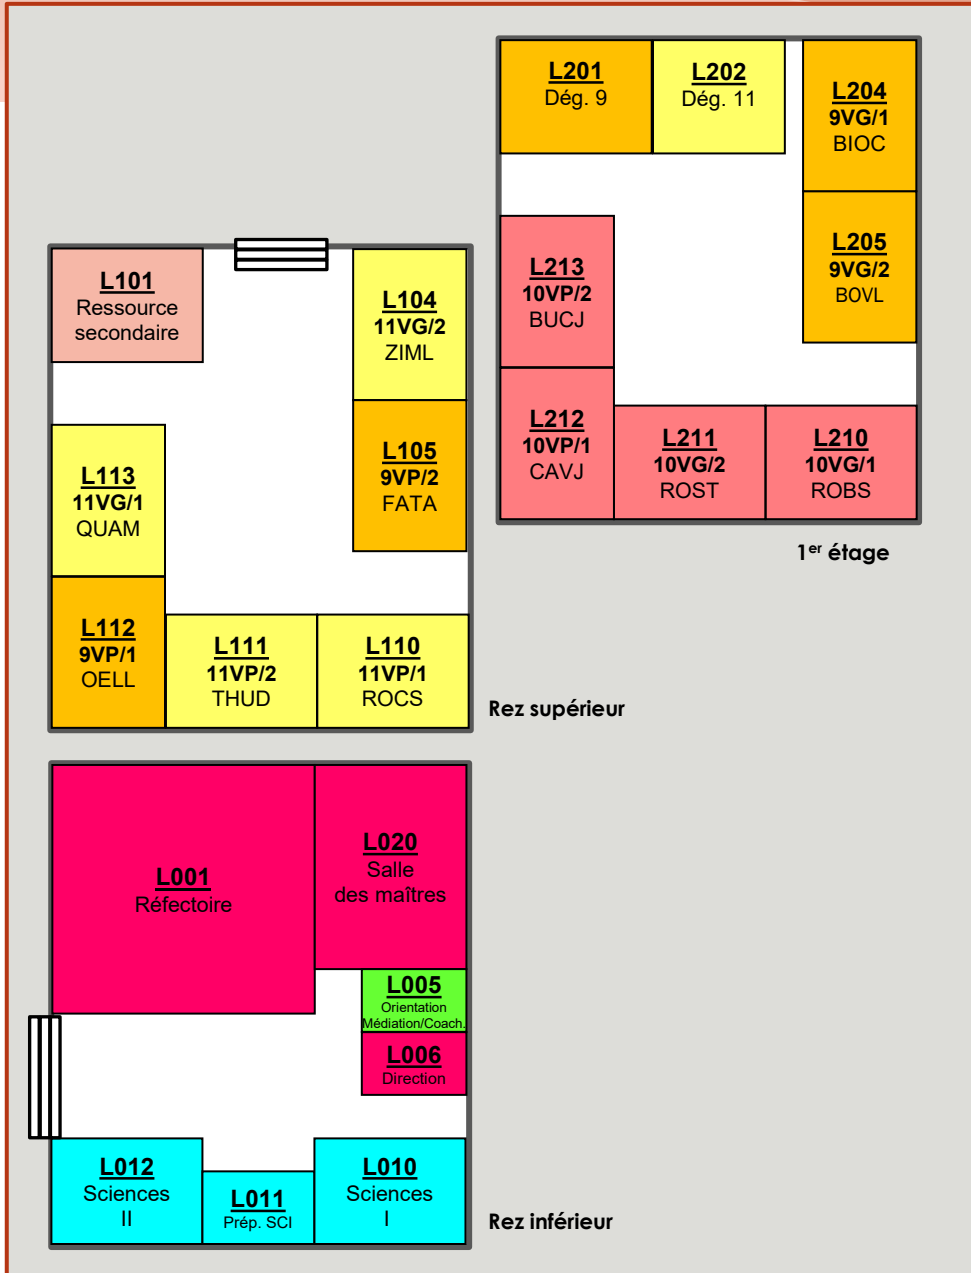 L201
Dég. 9
L202
Dég. 11
L204
9VG/1
BIOC
L205
9VG/2
BOVL
L213
10VP/2
BUCJ
L212
10VP/1
CAVJ
L211
10VG/2
ROST
L210
10VG/1
ROBS
1er étage
L101
Ressource
secondaire
L104
11VG/2
ZIML
L105
9VP/2
FATA
L113
11VG/1
QUAM
L112
9VP/1
OELL
L111
11VP/2
THUD
L110
11VP/1
ROCS
Rez supérieur
L001
Réfectoire
L020
Salle
des maîtres
L005
Orientation
Médiation/Coach.
L006
Direction
L012
Sciences
II
L011
Prép. SCI
L010
Sciences
I
Rez inférieur